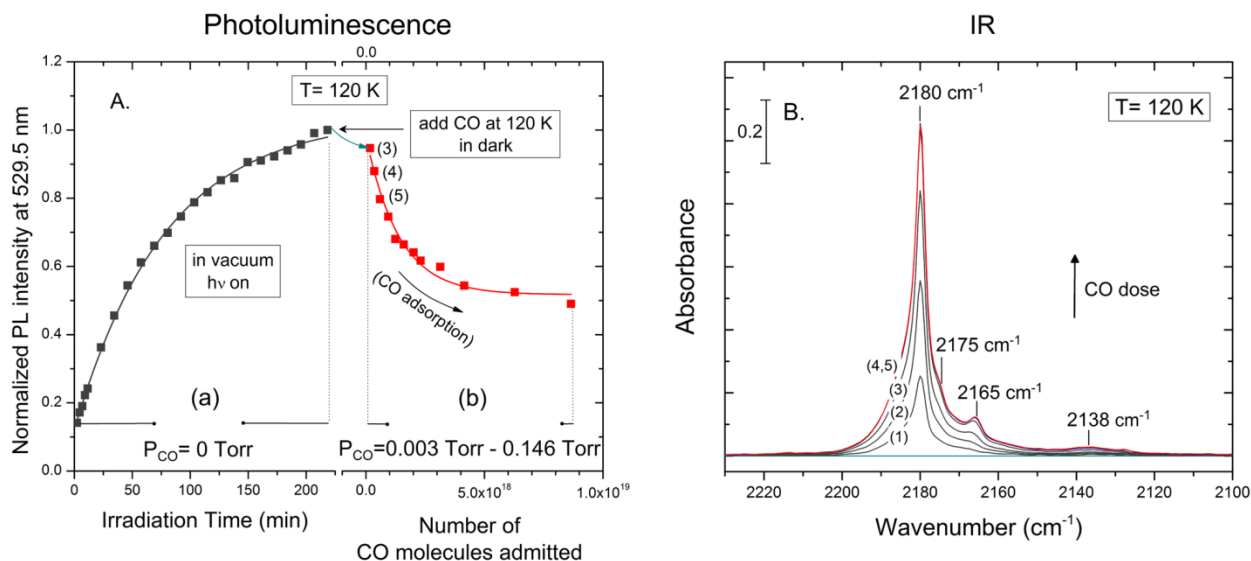 Photoluminescence
IR
0.0
1.2
1.0
0.8
0.6
0.4
0.2
0.0
Normalized PL intensity at 529.5 nm
A.
T= 120 K
add CO at 120 K
in dark
(3)
(4)
(5)
in vacuum
hν on
(CO adsorption)
(a)
(b)
P_CO= 0 Torr
P_CO=0.003 Torr - 0.146 Torr
0 50 100 150 200
0.0 5.0x10¹⁸ 1.0x10¹⁹
Irradiation Time (min)
Number of
CO molecules admitted
Absorbance
0.2
B.
T= 120 K
2180 cm⁻¹
CO dose
2175 cm⁻¹
2165 cm⁻¹
2138 cm⁻¹
(4,5)
(3)
(2)
(1)
2220 2200 2180 2160 2140 2120 2100
Wavenumber (cm⁻¹)